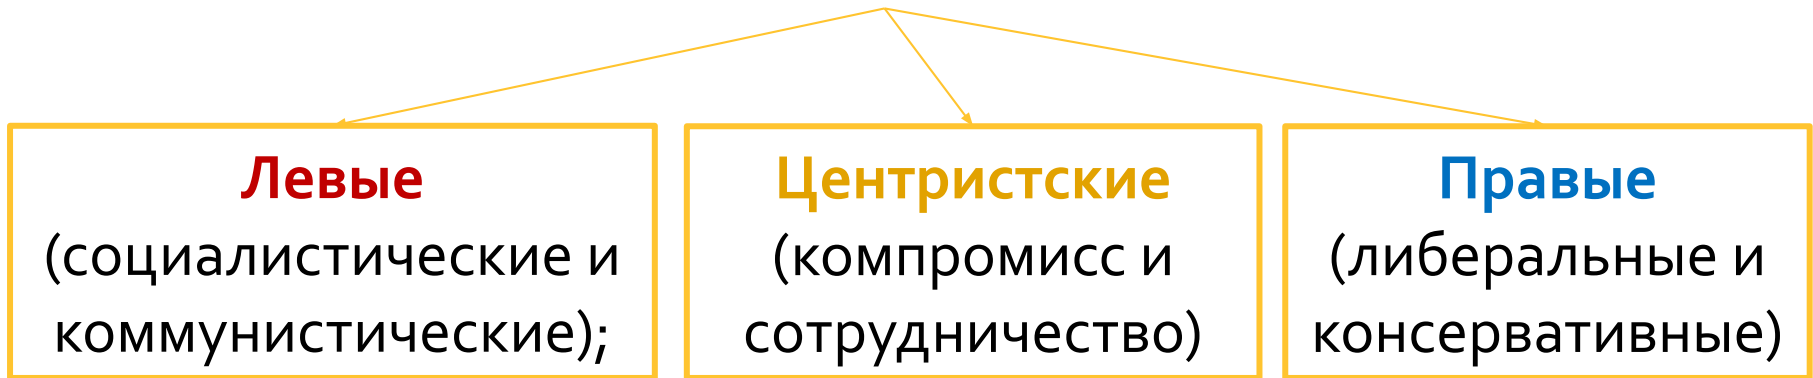 Левые
(социалистические и
коммунистические);
Центристские
(компромисс и
сотрудничество)
Правые
(либеральные и
консервативные)